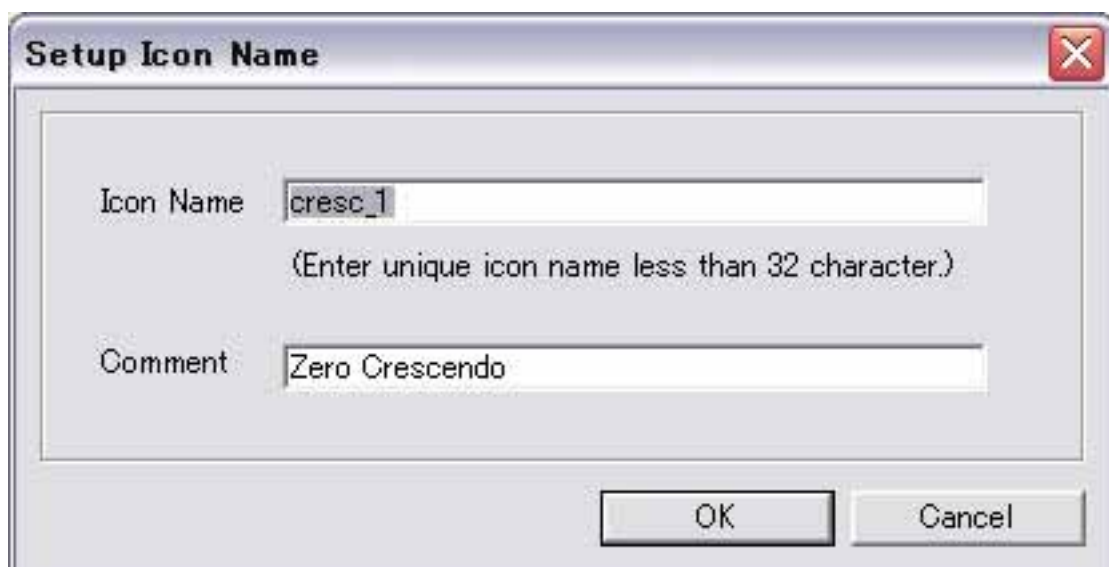 Setup Icon Name
Icon Name cresc_1
(Enter unique icon name less than 32 character.)
Comment Zero Crescendo
OK Cancel